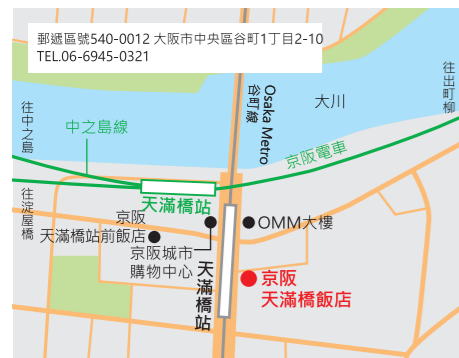 郵遞區號540-0012 大阪市中央區谷町1丁目2-10
TEL.06-6945-0321
往出町柳
大川
Osaka Metro
谷町線
往中之島
中之島線
京阪電車
往淀屋橋
天滿橋站
京阪
天滿橋站前飯店
OMM大樓
京阪城市
購物中心
天滿橋站
京阪
天滿橋飯店